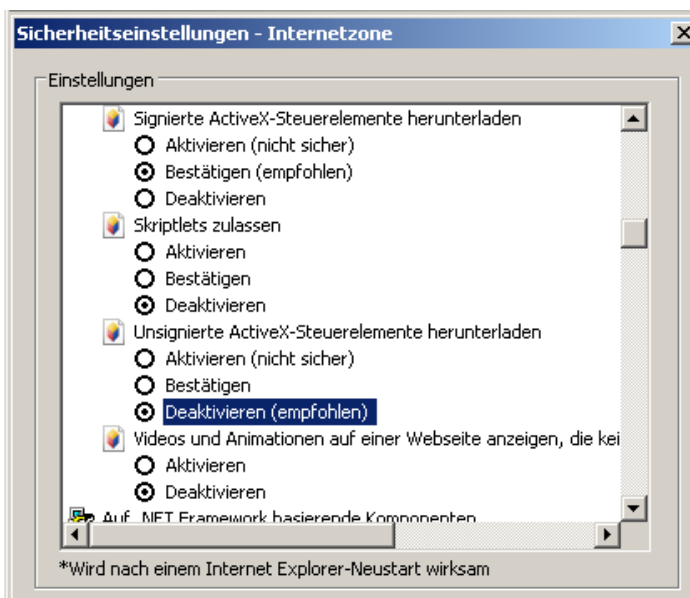 Sicherheitseinstellungen - Internetzone
Einstellungen
Signierte ActiveX-Steuerelemente herunterladen
Aktivieren (nicht sicher)
Bestätigen (empfohlen)
Deaktivieren
Skriptlets zulassen
Aktivieren
Bestätigen
Deaktivieren
Unsignierte ActiveX-Steuerelemente herunterladen
Aktivieren (nicht sicher)
Bestätigen
Deaktivieren (empfohlen)
Videos und Animationen auf einer Webseite anzeigen, die kei
Aktivieren
Deaktivieren
Auf .NET Framework basierende Komponenten
*Wird nach einem Internet Explorer-Neustart wirksam